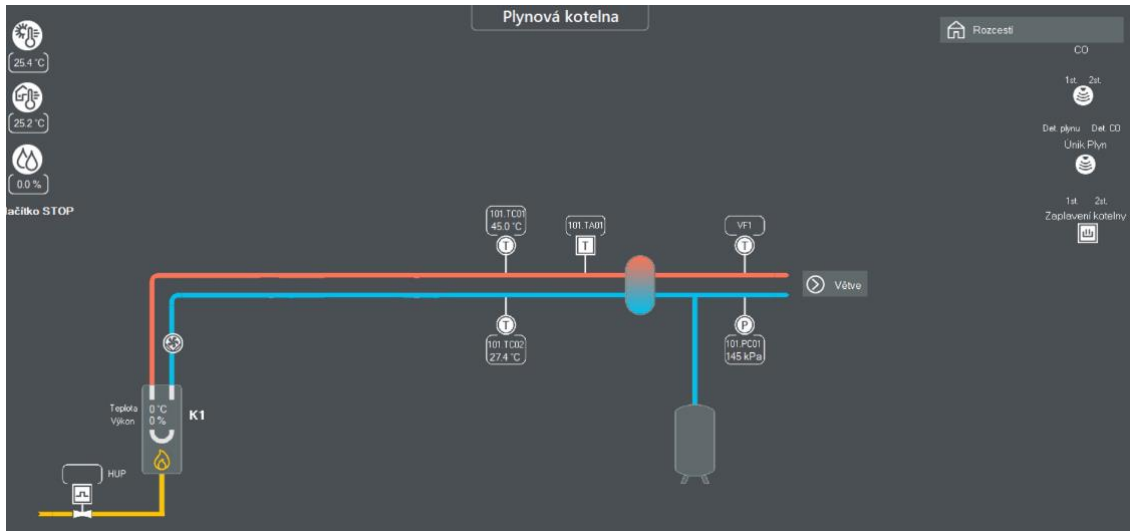 Plynová kotelna
Rozcestí
25.4 °C
25.2 °C
0.0 %
lačítko STOP
CO
1st. 2st.
Det. plynu Det. CO
Únik Plyn
1st. 2st.
Zaplavení kotelny
101.TC01
45.0 °C
101.TA01
VF1
T
T
T
Větve
T
P
101.TC02
27.4 °C
101.PC01
145 kPa
Teplota 0 °C
Výkon 0 %
K1
HUP